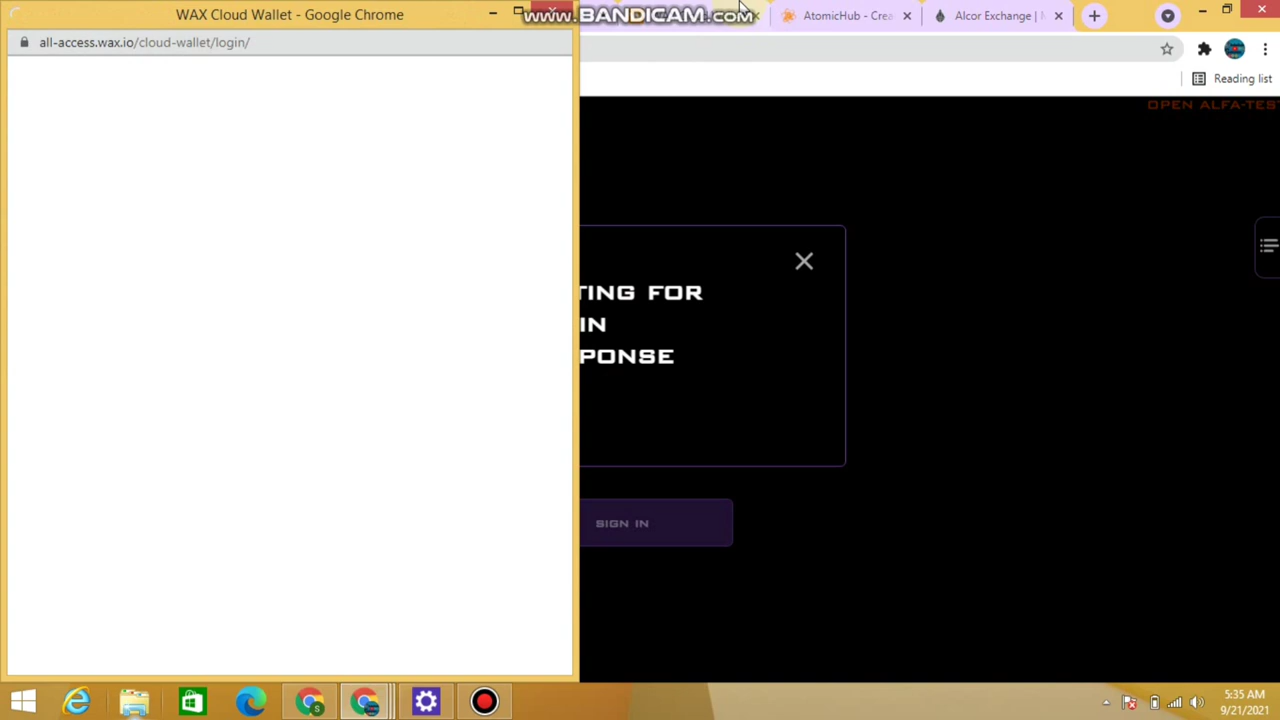 WAX Cloud Wallet - Google Chrome
www.BANDICAM.com
AtomicHub - Crea
Alcor Exchange | M
all-access.wax.io/cloud-wallet/login/
Reading list
OPEN ALFA-TES
TING FOR
IN
PONSE
SIGN IN
5:35 AM
9/21/2021